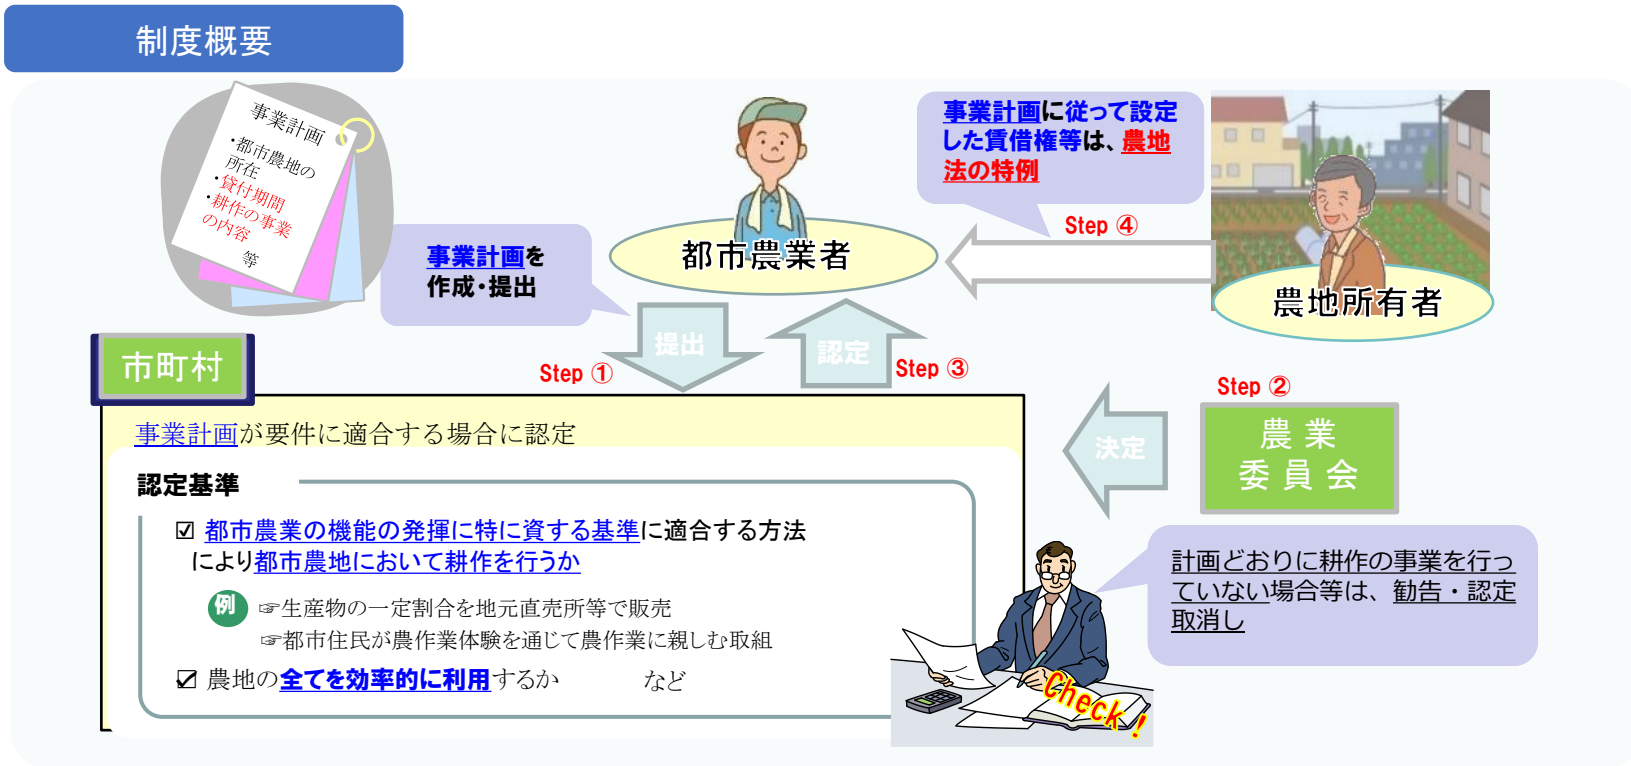 制度概要
事業計画
・都市農地の
所在
・貸付期間
・耕作の事業
の内容
等
事業計画を
作成・提出
都市農業者
事業計画に従って設定
した賃借権等は、農地
法の特例
Step ④
農地所有者
提出
Step ①
認定
Step ③
市町村
Step ②
農業
委員会
決定
事業計画が要件に適合する場合に認定
認定基準
☑ 都市農業の機能の発揮に特に資する基準に適合する方法
により都市農地において耕作を行うか
例
☞生産物の一定割合を地元直売所等で販売
☞都市住民が農作業体験を通じて農作業に親しむ取組
☑ 農地の全てを効率的に利用するか など
計画どおりに耕作の事業を行っ
ていない場合等は、勧告・認定
取消し
Check!